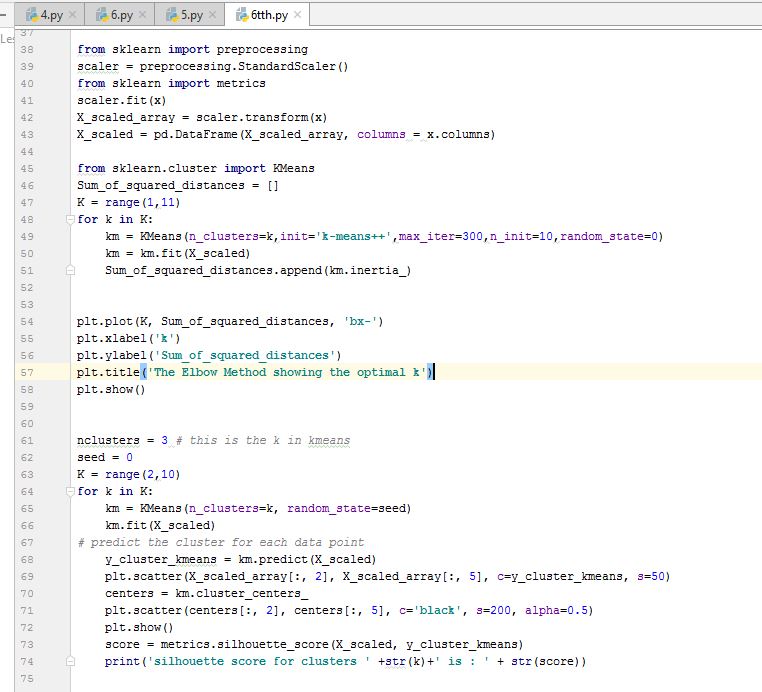 4.py 6.py 5.py 6tth.py
Les
37
38 from sklearn import preprocessing
39 scaler = preprocessing.StandardScaler()
40 from sklearn import metrics
41 scaler.fit(x)
42 X_scaled_array = scaler.transform(x)
43 X_scaled = pd.DataFrame(X_scaled_array, columns = x.columns)
44
45 from sklearn.cluster import KMeans
46 Sum_of_squared_distances = []
47 K = range(1,11)
48 for k in K:
49     km = KMeans(n_clusters=k,init='k-means++',max_iter=300,n_init=10,random_state=0)
50     km = km.fit(X_scaled)
51     Sum_of_squared_distances.append(km.inertia_)
52
53
54 plt.plot(K, Sum_of_squared_distances, 'bx-')
55 plt.xlabel('k')
56 plt.ylabel('Sum_of_squared_distances')
57 plt.title('The Elbow Method showing the optimal k')
58 plt.show()
59
60
61 nclusters = 3 # this is the k in kmeans
62 seed = 0
63 K = range(2,10)
64 for k in K:
65     km = KMeans(n_clusters=k, random_state=seed)
66     km.fit(X_scaled)
67 # predict the cluster for each data point
68     y_cluster_kmeans = km.predict(X_scaled)
69     plt.scatter(X_scaled_array[:, 2], X_scaled_array[:, 5], c=y_cluster_kmeans, s=50)
70     centers = km.cluster_centers_
71     plt.scatter(centers[:, 2], centers[:, 5], c='black', s=200, alpha=0.5)
72     plt.show()
73     score = metrics.silhouette_score(X_scaled, y_cluster_kmeans)
74     print('silhouette score for clusters ' +str(k)+' is : ' + str(score))
75